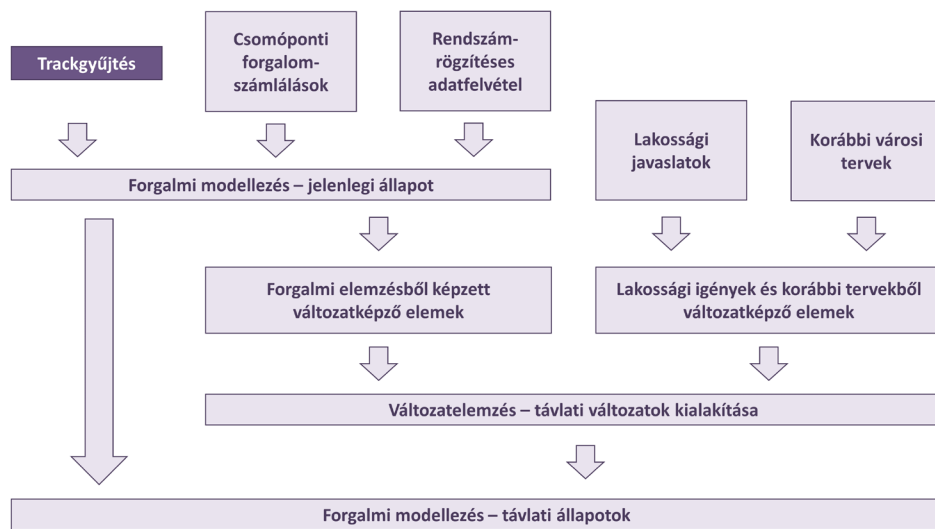 Trackgyűjtés
Csomóponti
forgalom-
számlálások
Rendszám-
rögzítéses
adatfelvétel
Lakossági
javaslatok
Korábbi városi
tervek
Forgalmi modellezés – jelenlegi állapot
Forgalmi elemzésből képzett
változatképző elemek
Lakossági igények és korábbi tervekből
változatképző elemek
Változatelemzés – távlati változatok kialakítása
Forgalmi modellezés – távlati állapotok